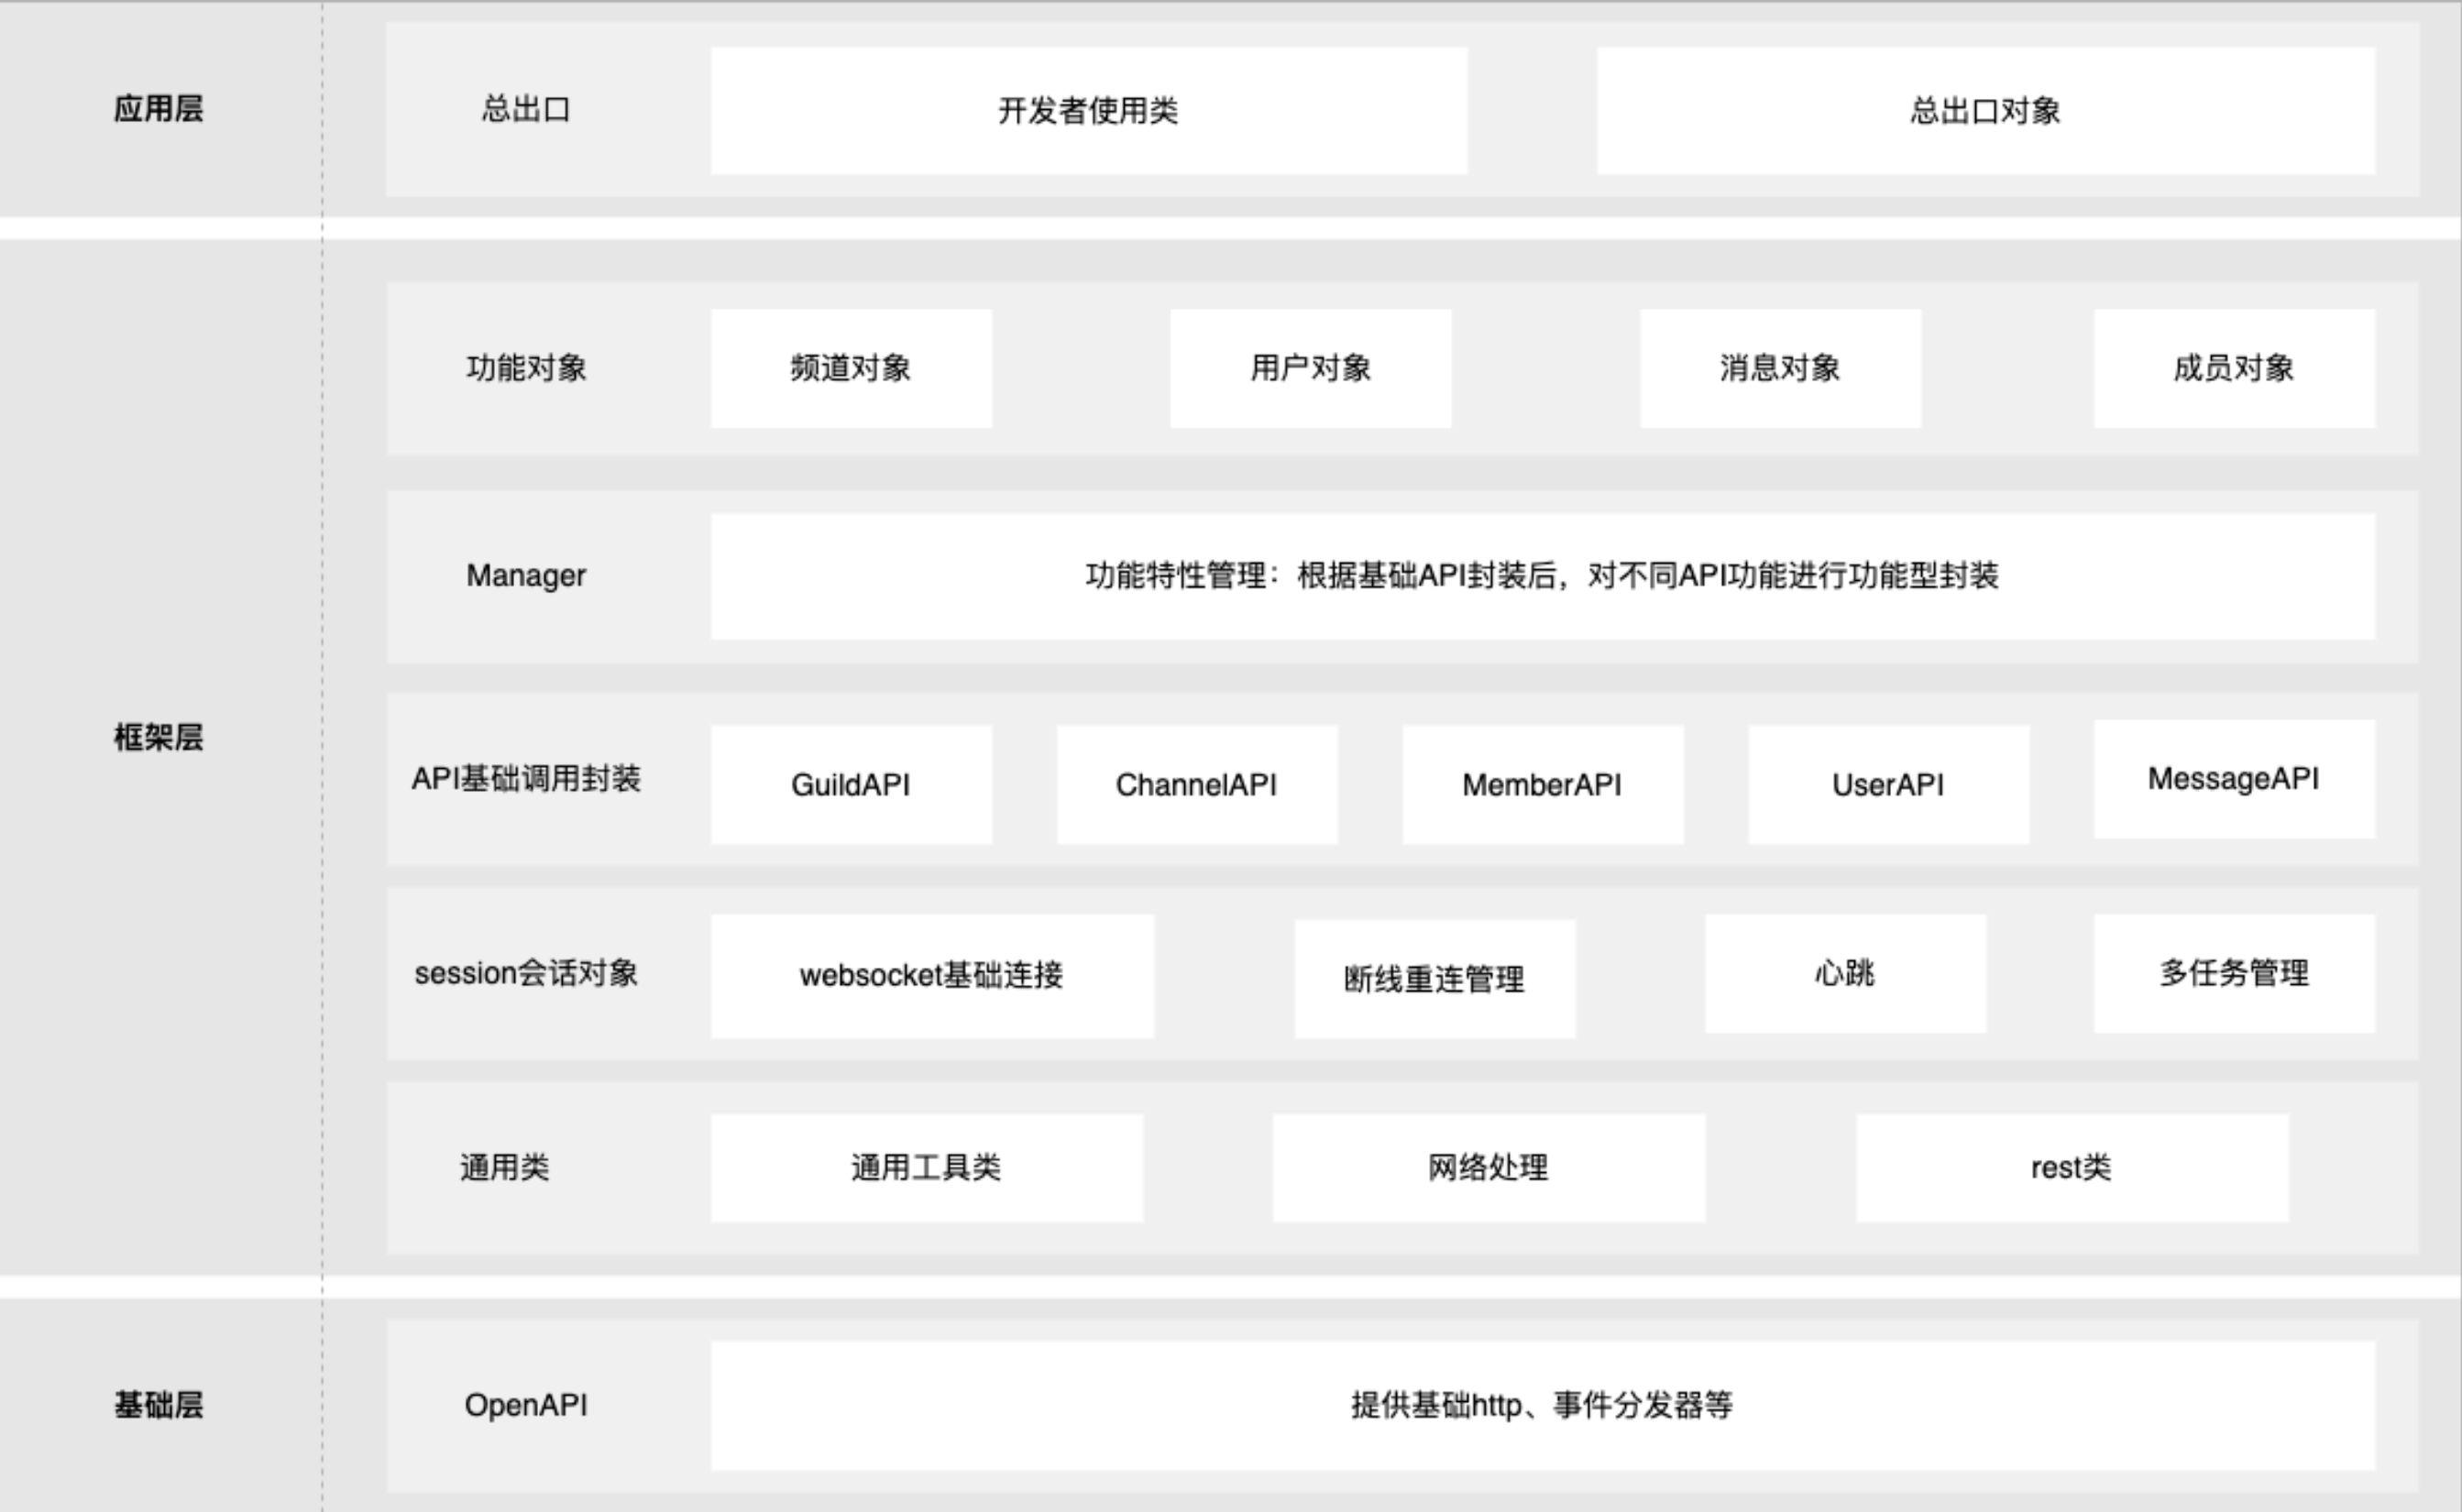 应用层
总出口
开发者使用类
总出口对象
功能对象
频道对象
用户对象
消息对象
成员对象
Manager
功能特性管理：根据基础API封装后，对不同API功能进行功能型封装
框架层
API基础调用封装
GuildAPI
ChannelAPI
MemberAPI
UserAPI
MessageAPI
session会话对象
websocket基础连接
断线重连管理
心跳
多任务管理
通用类
通用工具类
网络处理
rest类
基础层
OpenAPI
提供基础http、事件分发器等